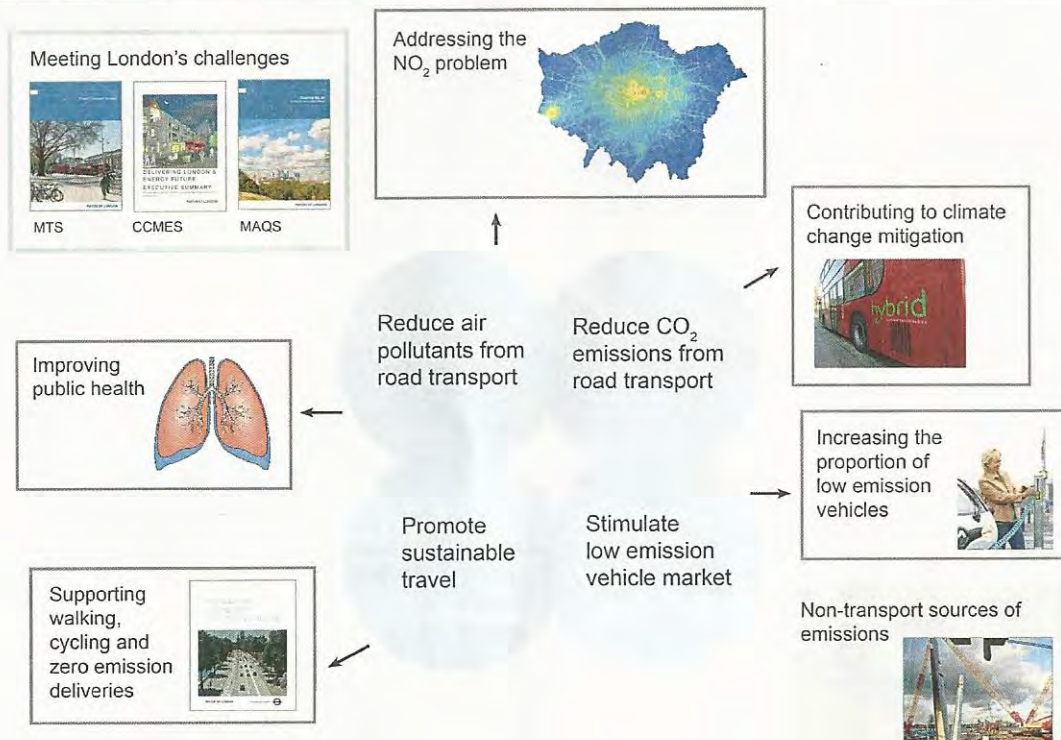 Meeting London's challenges
DELIVERING LONDON'S
ENERGY FUTURE
EXECUTIVE SUMMARY
MAYOR OF LONDON
MAYOR OF LONDON
MAYOR OF LONDON
MTS
CCMES
MAQS
Addressing the
NO₂ problem
Contributing to climate
change mitigation
hybrid
Reduce air
pollutants from
road transport
Reduce CO₂
emissions from
road transport
Improving
public health
Increasing the
proportion of
low emission
vehicles
Promote
sustainable
travel
Stimulate
low emission
vehicle market
Supporting
walking,
cycling and
zero emission
deliveries
MAYOR OF LONDON
Non-transport sources of
emissions